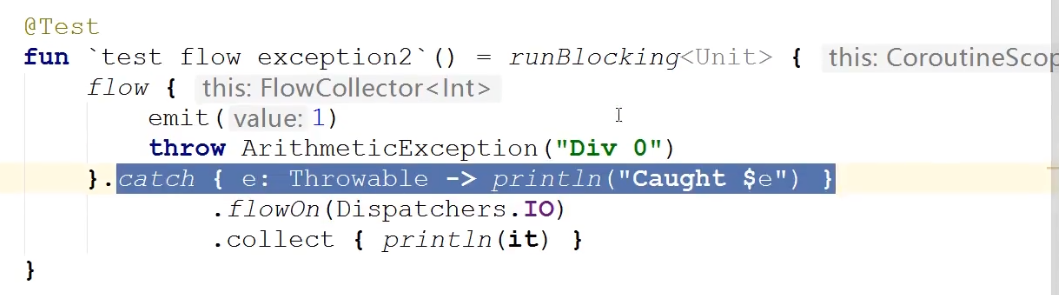 @Test
fun `test flow exception2`() = runBlocking<Unit> { this: CoroutineScop
flow { this: FlowCollector<Int>
emit( value: 1)
throw ArithmeticException("Div 0")
}.catch { e: Throwable -> println("Caught $e") }
.flowOn(Dispatchers.IO)
.collect { println(it) }
}